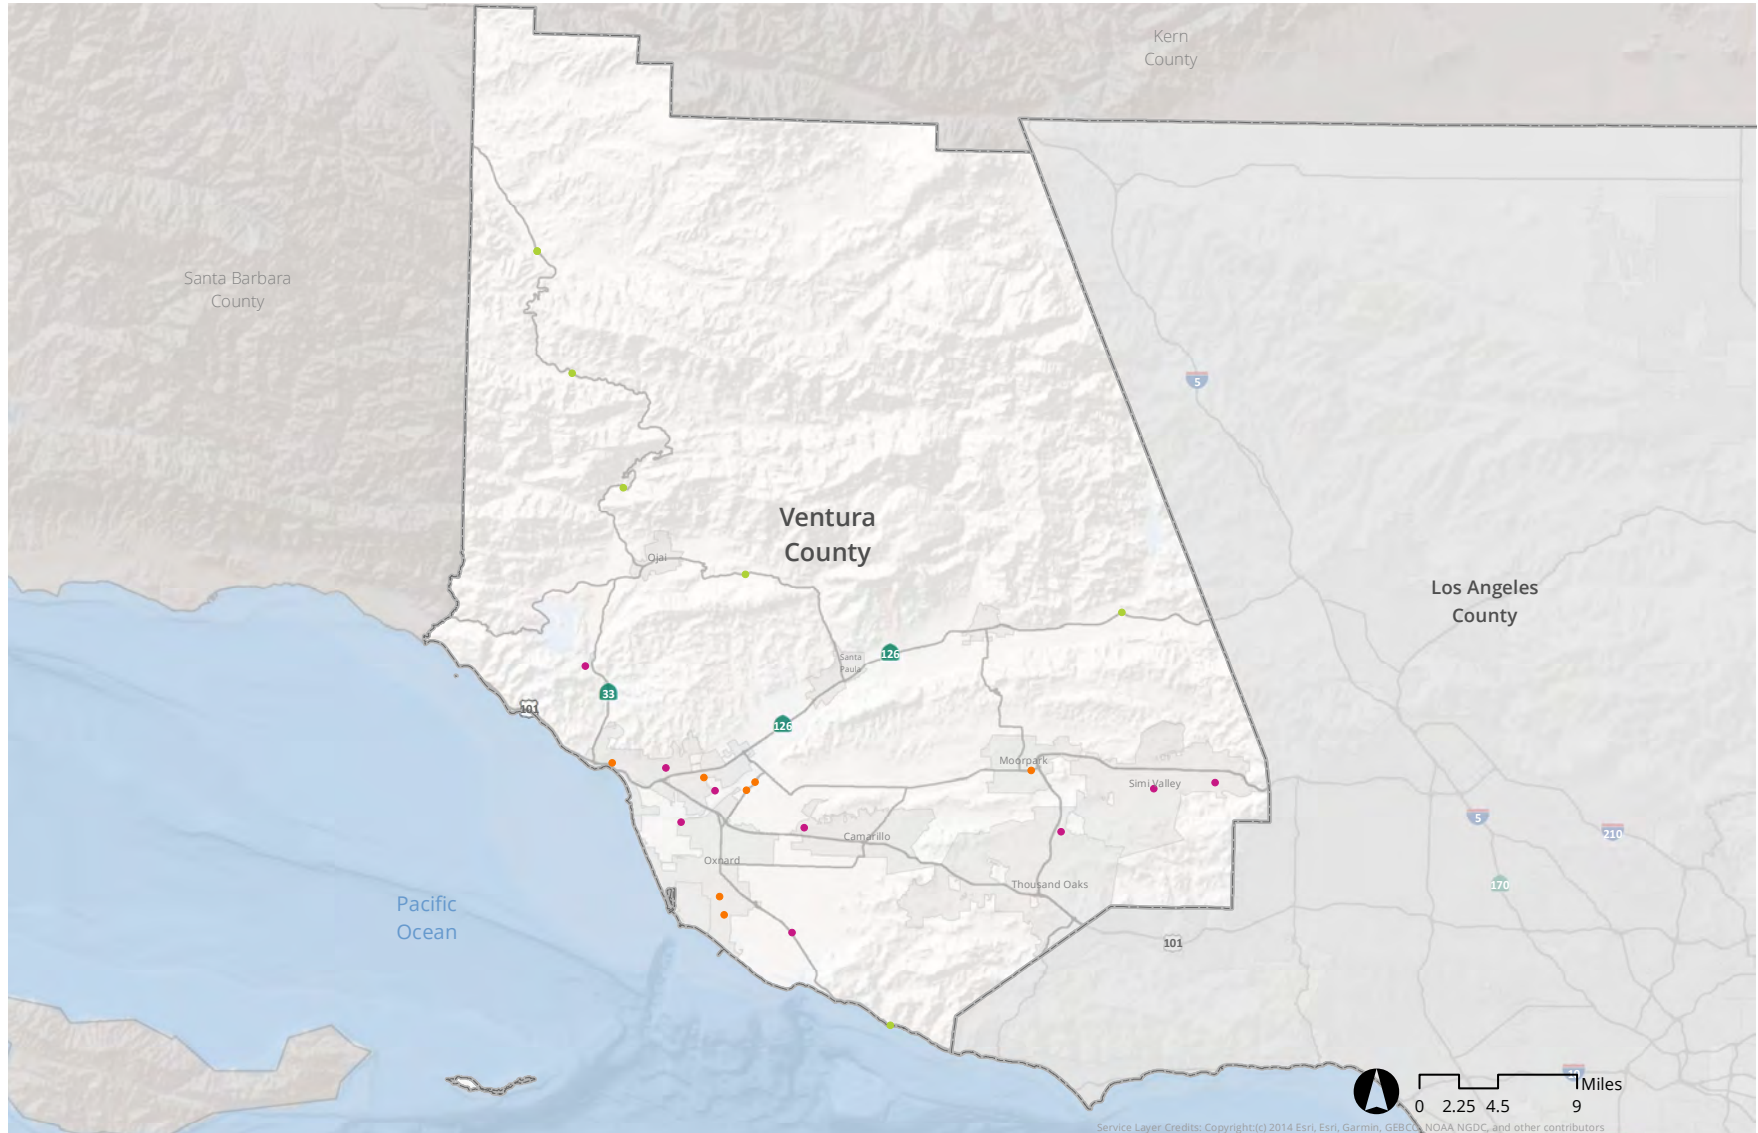 Kern
County
Santa Barbara
County
5
Ventura
County
Ojai
Los Angeles
County
Santa
Paula
126
33
101
126
Moorpark
Simi Valley
5
210
Camarillo
Oxnard
170
Thousand Oaks
Pacific
Ocean
101
10
Miles
0 2.25 4.5 9
Service Layer Credits: Copyright:(c) 2014 Esri, Esri, Garmin, GEBCO, NOAA NGDC, and other contributors